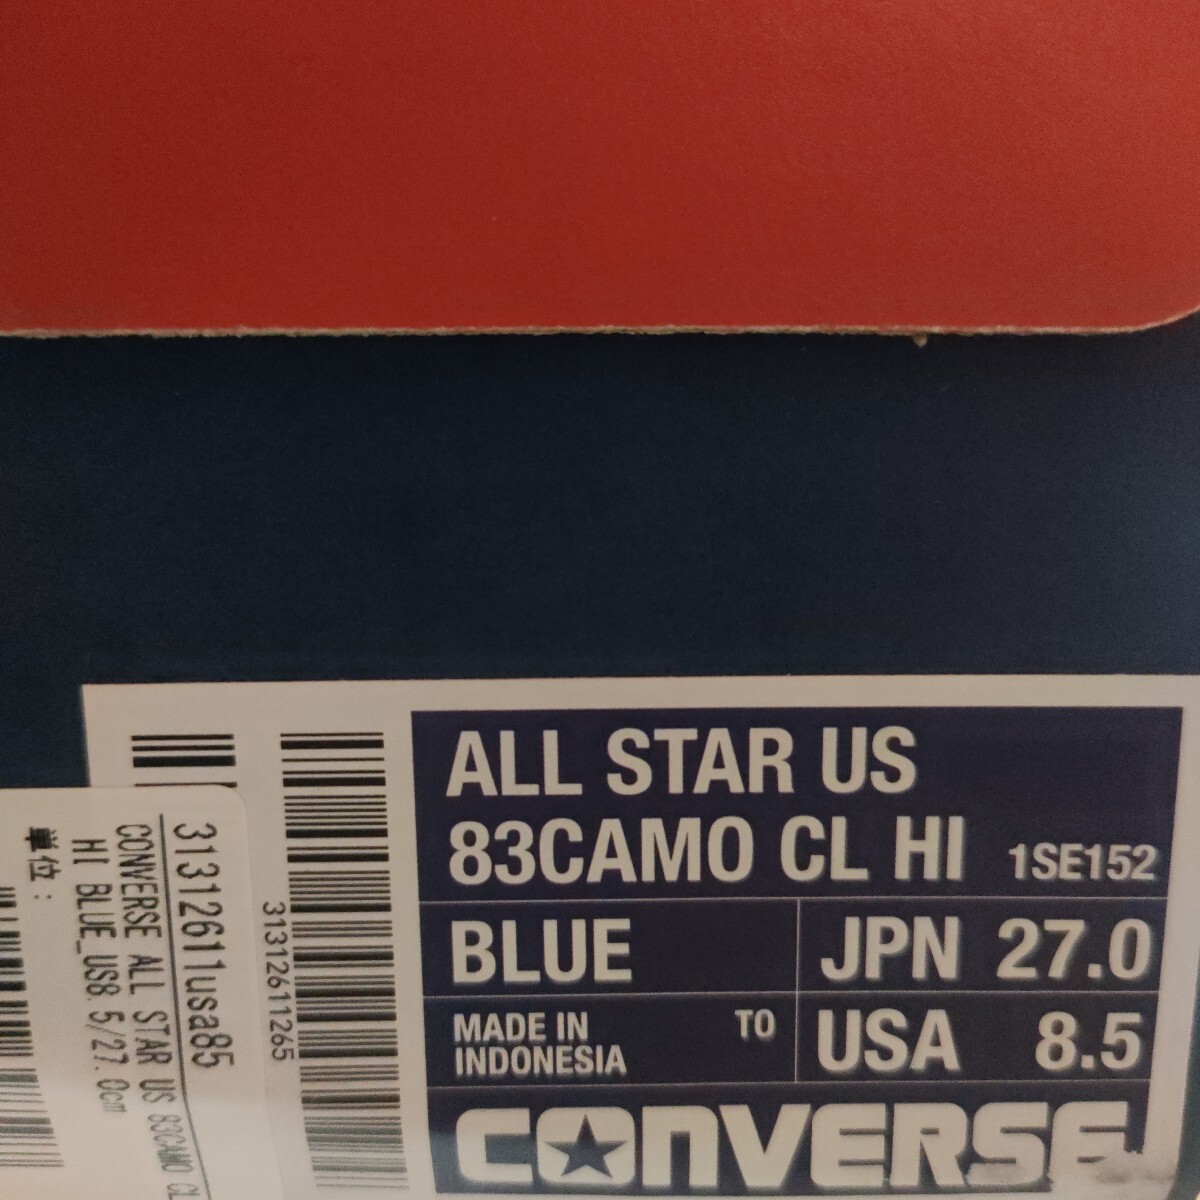 ALL STAR US
83CAMO CL HI 1SE152
BLUE
JPN 27.0
MADE IN
INDONESIA
TO
USA 8.5
CONVERSE
3131261265
31312611usa85
CONVERSE ALL STAR US 83CAMO CL
HI BLUE_US8.5/27.0cm
単位: